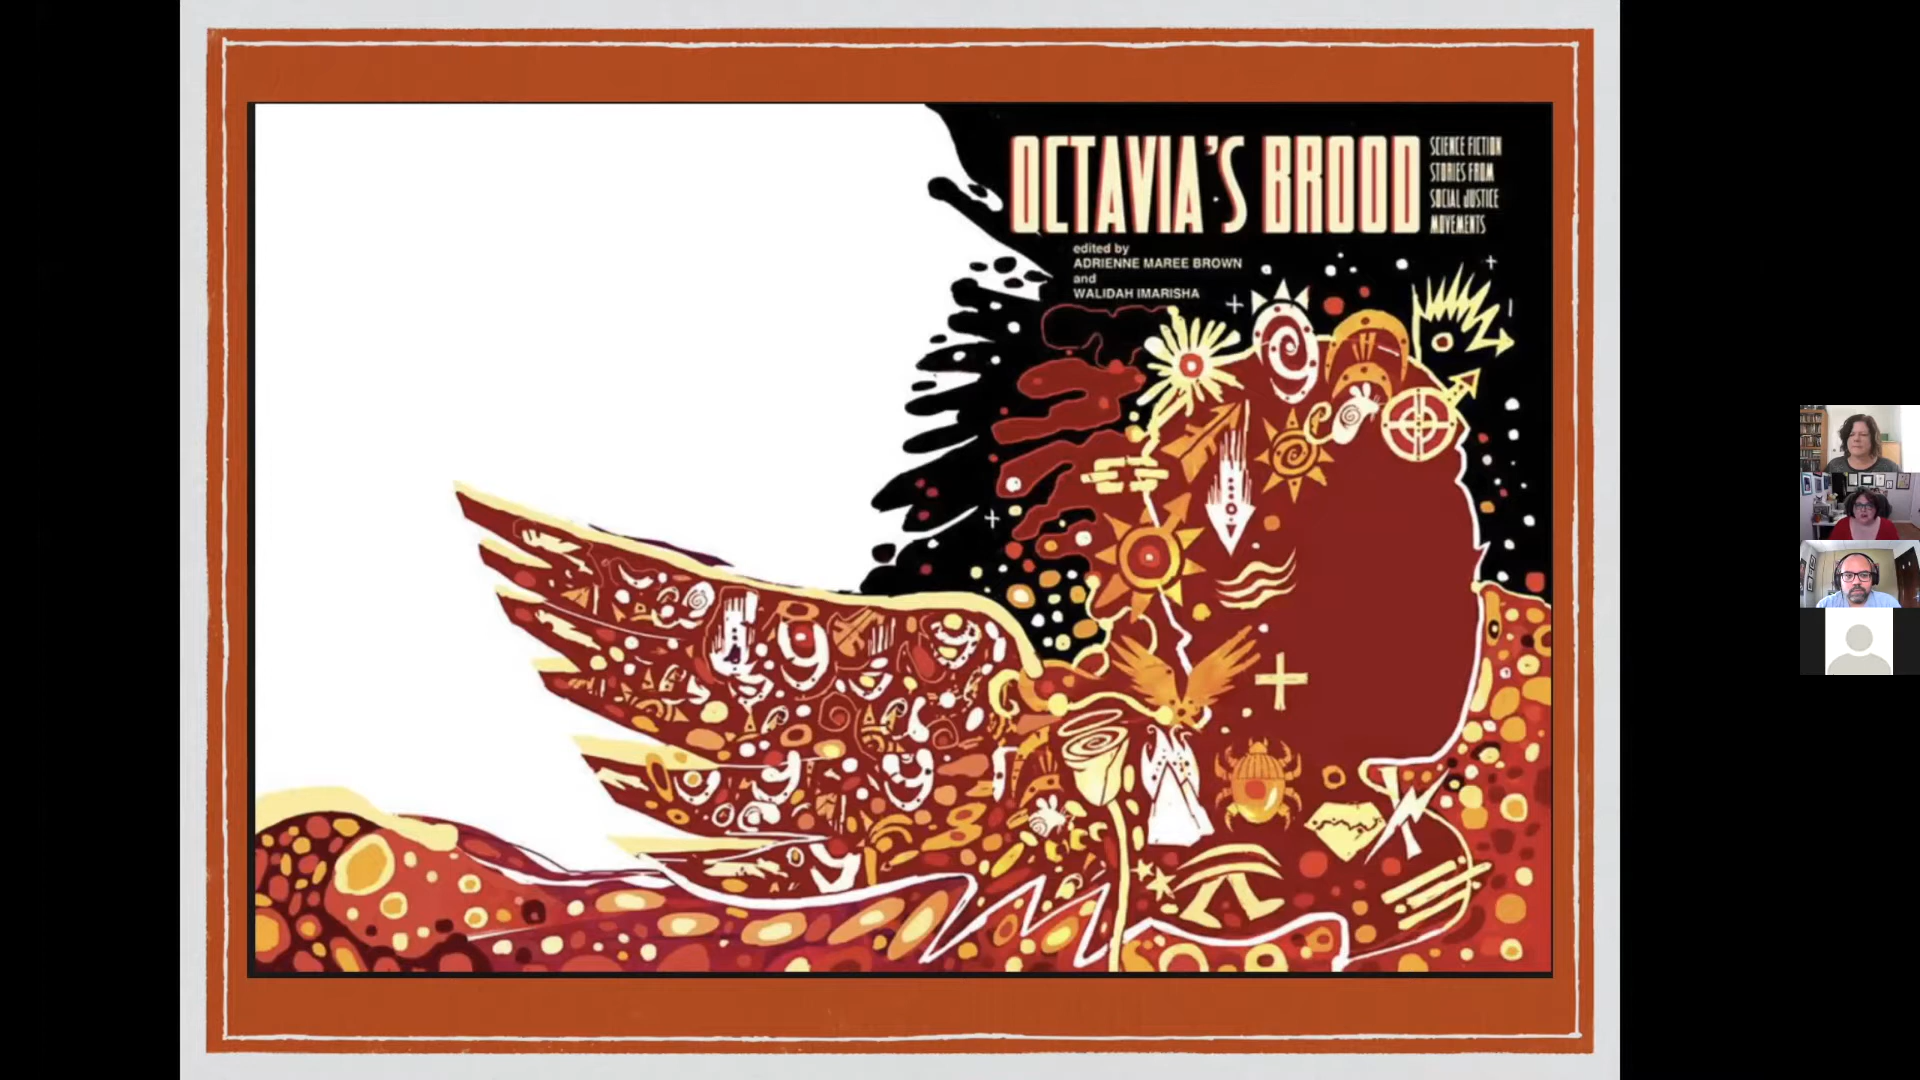 OCTAVIA'S BROOD
SCIENCE FICTION
STORIES FROM
SOCIAL JUSTICE
MOVEMENTS
edited by
ADRIENNE MAREE BROWN
and
WALIDAH IMARISHA